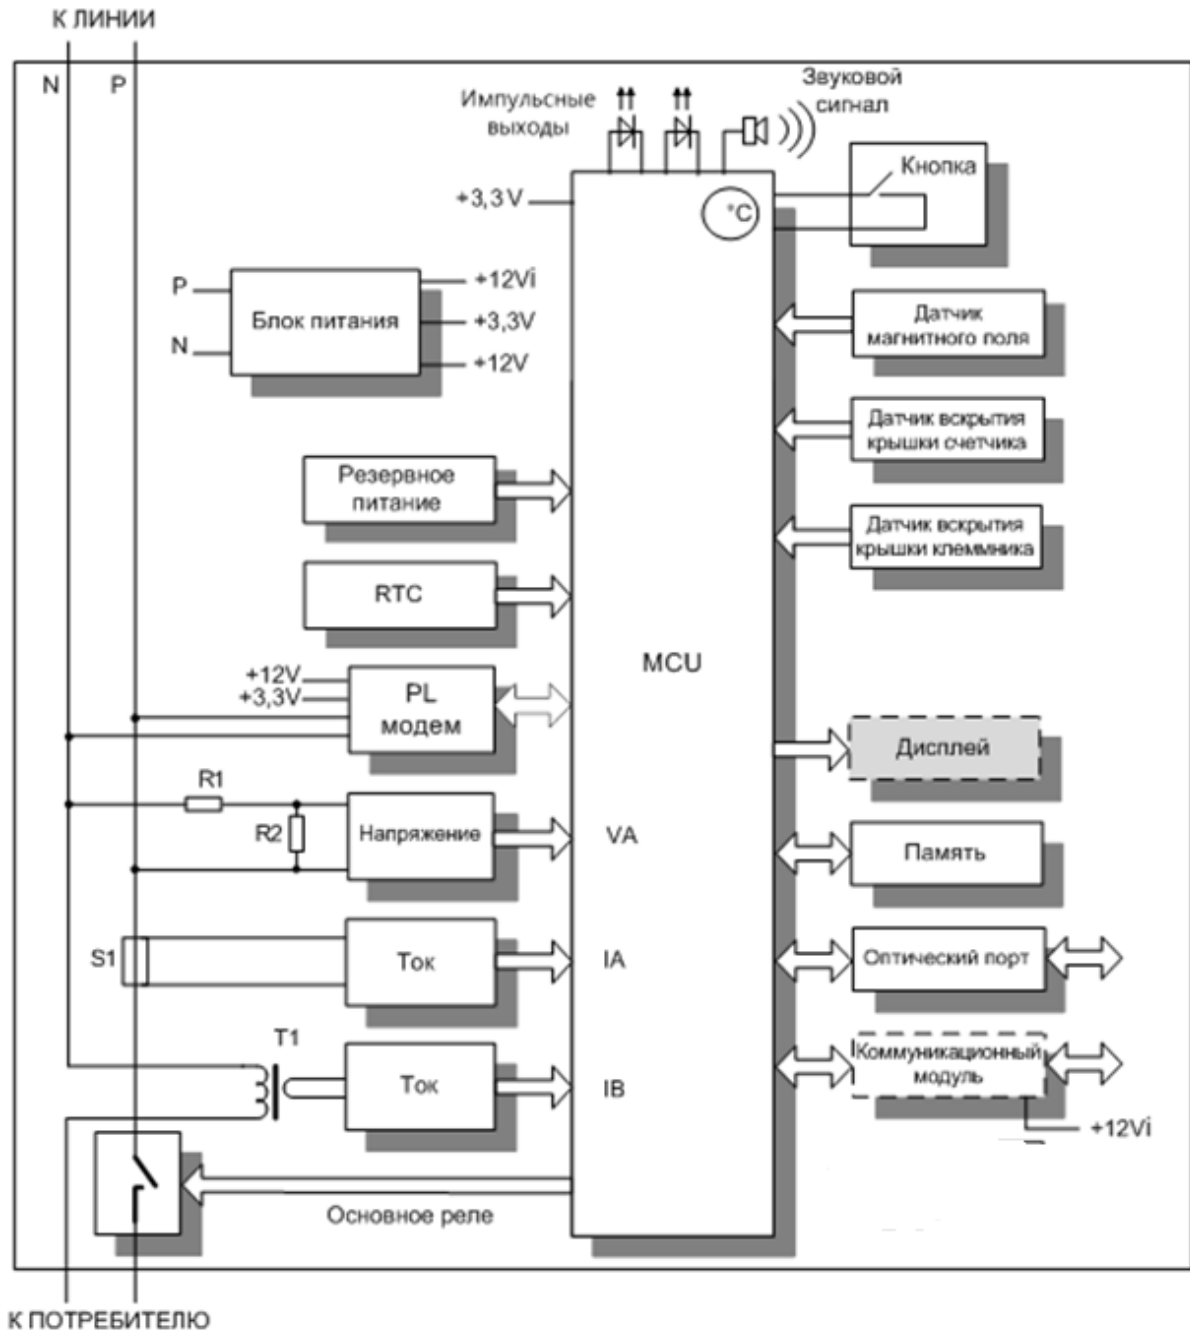 К ЛИНИИ
N
P
Импульсные
выходы
Звуковой
сигнал
Кнопка
+3,3V
°C
P
N
Блок питания
+12Vi
+3,3V
+12V
Датчик
магнитного поля
Датчик вскрытия
крышки счетчика
Резервное
питание
Датчик вскрытия
крышки клеммника
RTC
MCU
+12V
+3,3V
PL
модем
Дисплей
R1
R2
Напряжение
VA
Память
S1
Ток
IA
Оптический порт
T1
Ток
IB
Коммуникационный
модуль
+12Vi
Основное реле
К ПОТРЕБИТЕЛЮ